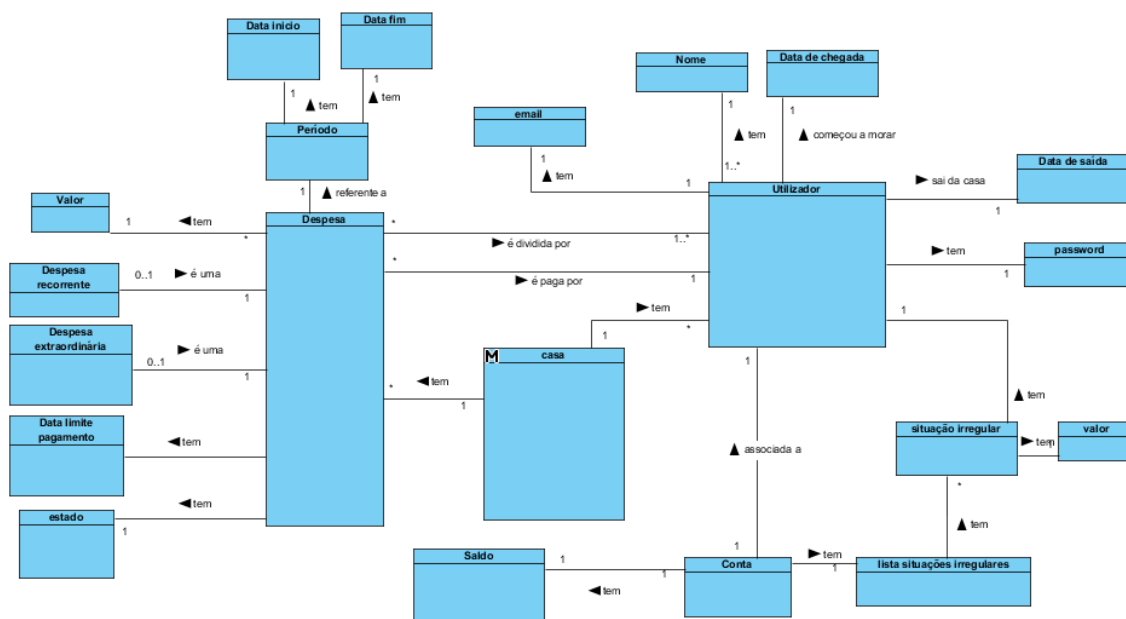 Data inicio
Data fim
1
tem
1
tem
Periodo
1
referente a
Nome
Data de chegada
1
tem
1..*
1
começou a morar
email
1
tem
1
Utilizador
sai da casa
1
Data de saída
tem
1
password
Valor
1
tem
*
Despesa
*
é dividida por
1..*
*
é paga por
1
Despesa
recorrente
0..1
é uma
1
Despesa
extraordinária
0..1
é uma
1
Data limite
pagamento
tem
estado
1
tem
M
casa
1
tem
*
*
tem
1
1
associada a
1
1
tem
situação irregular
tem
1
valor
*
tem
Saldo
1
tem
1
Conta
tem
1
lista situações irregulares